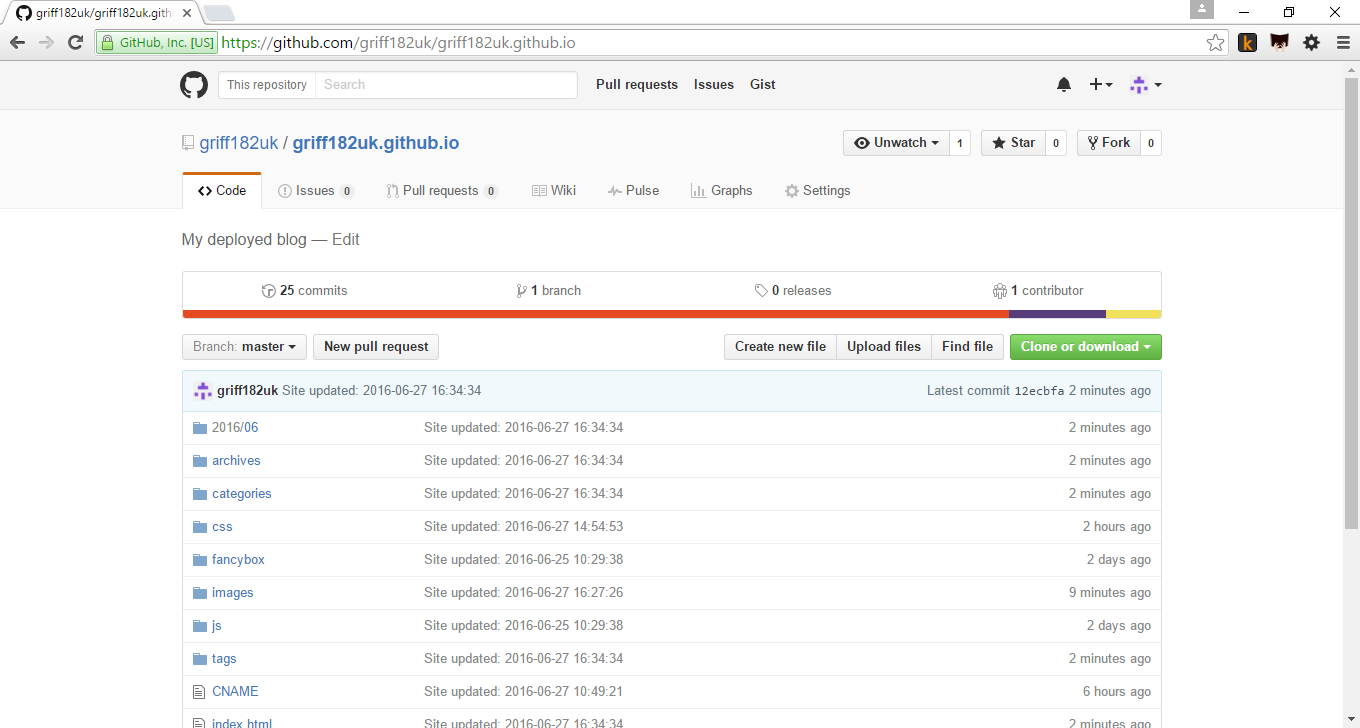 griff182uk/griff182uk.gith
GitHub, Inc. [US] https://github.com/griff182uk/griff182uk.github.io
This repository Search Pull requests Issues Gist
griff182uk / griff182uk.github.io Unwatch 1 Star 0 Fork 0
Code Issues 0 Pull requests 0 Wiki Pulse Graphs Settings
My deployed blog — Edit
25 commits 1 branch 0 releases 1 contributor
Branch: master New pull request Create new file Upload files Find file Clone or download
griff182uk Site updated: 2016-06-27 16:34:34 Latest commit 12ecbfa 2 minutes ago
2016/06 Site updated: 2016-06-27 16:34:34 2 minutes ago
archives Site updated: 2016-06-27 16:34:34 2 minutes ago
categories Site updated: 2016-06-27 16:34:34 2 minutes ago
css Site updated: 2016-06-27 14:54:53 2 hours ago
fancybox Site updated: 2016-06-25 10:29:38 2 days ago
images Site updated: 2016-06-27 16:27:26 9 minutes ago
js Site updated: 2016-06-25 10:29:38 2 days ago
tags Site updated: 2016-06-27 16:34:34 2 minutes ago
CNAME Site updated: 2016-06-27 10:49:21 6 hours ago
index.html Site updated: 2016-06-27 16:34:34 2 minutes ago